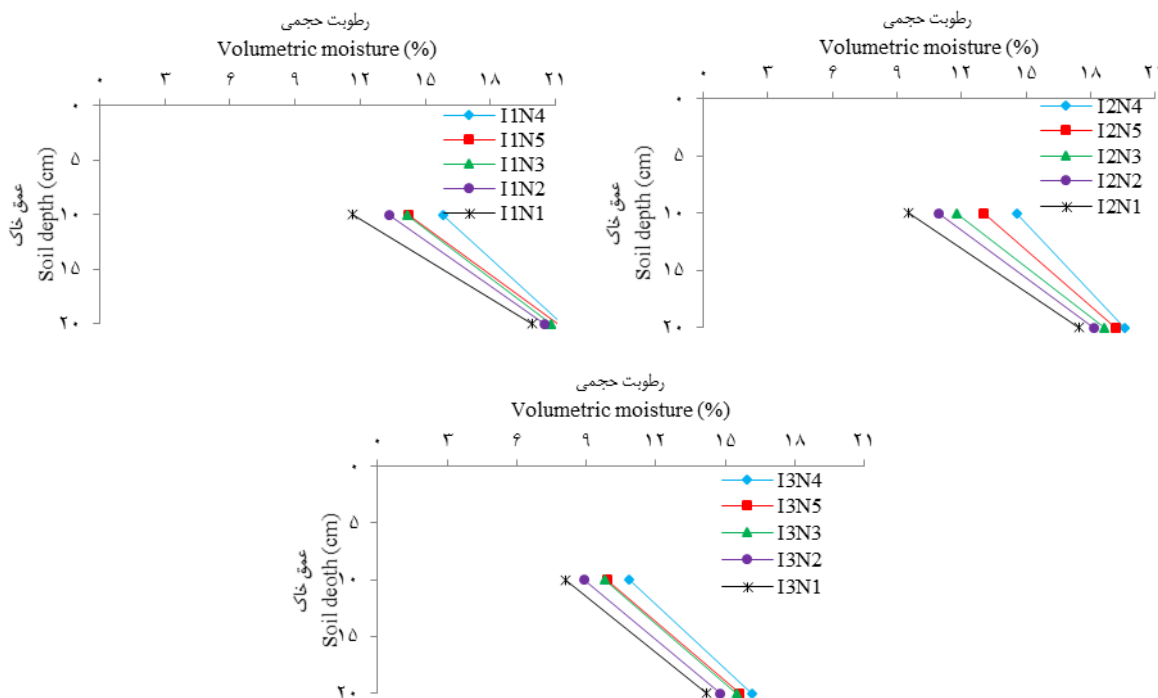 رطوبت حجمی
Volumetric moisture (%)
۰ ۳ ۶ ۹ ۱۲ ۱۵ ۱۸ ۲۱
۰
۵
۱۰
۱۵
۲۰
عمق خاک
Soil depth (cm)
I1N4
I1N5
I1N3
I1N2
I1N1
رطوبت حجمی
Volumetric moisture (%)
۰ ۳ ۶ ۹ ۱۲ ۱۵ ۱۸ ۲۱
۰
۵
۱۰
۱۵
۲۰
عمق خاک
Soil depth (cm)
I2N4
I2N5
I2N3
I2N2
I2N1
رطوبت حجمی
Volumetric moisture (%)
۰ ۳ ۶ ۹ ۱۲ ۱۵ ۱۸ ۲۱
۰
۵
۱۰
۱۵
۲۰
عمق خاک
Soil deoth (cm)
I3N4
I3N5
I3N3
I3N2
I3N1